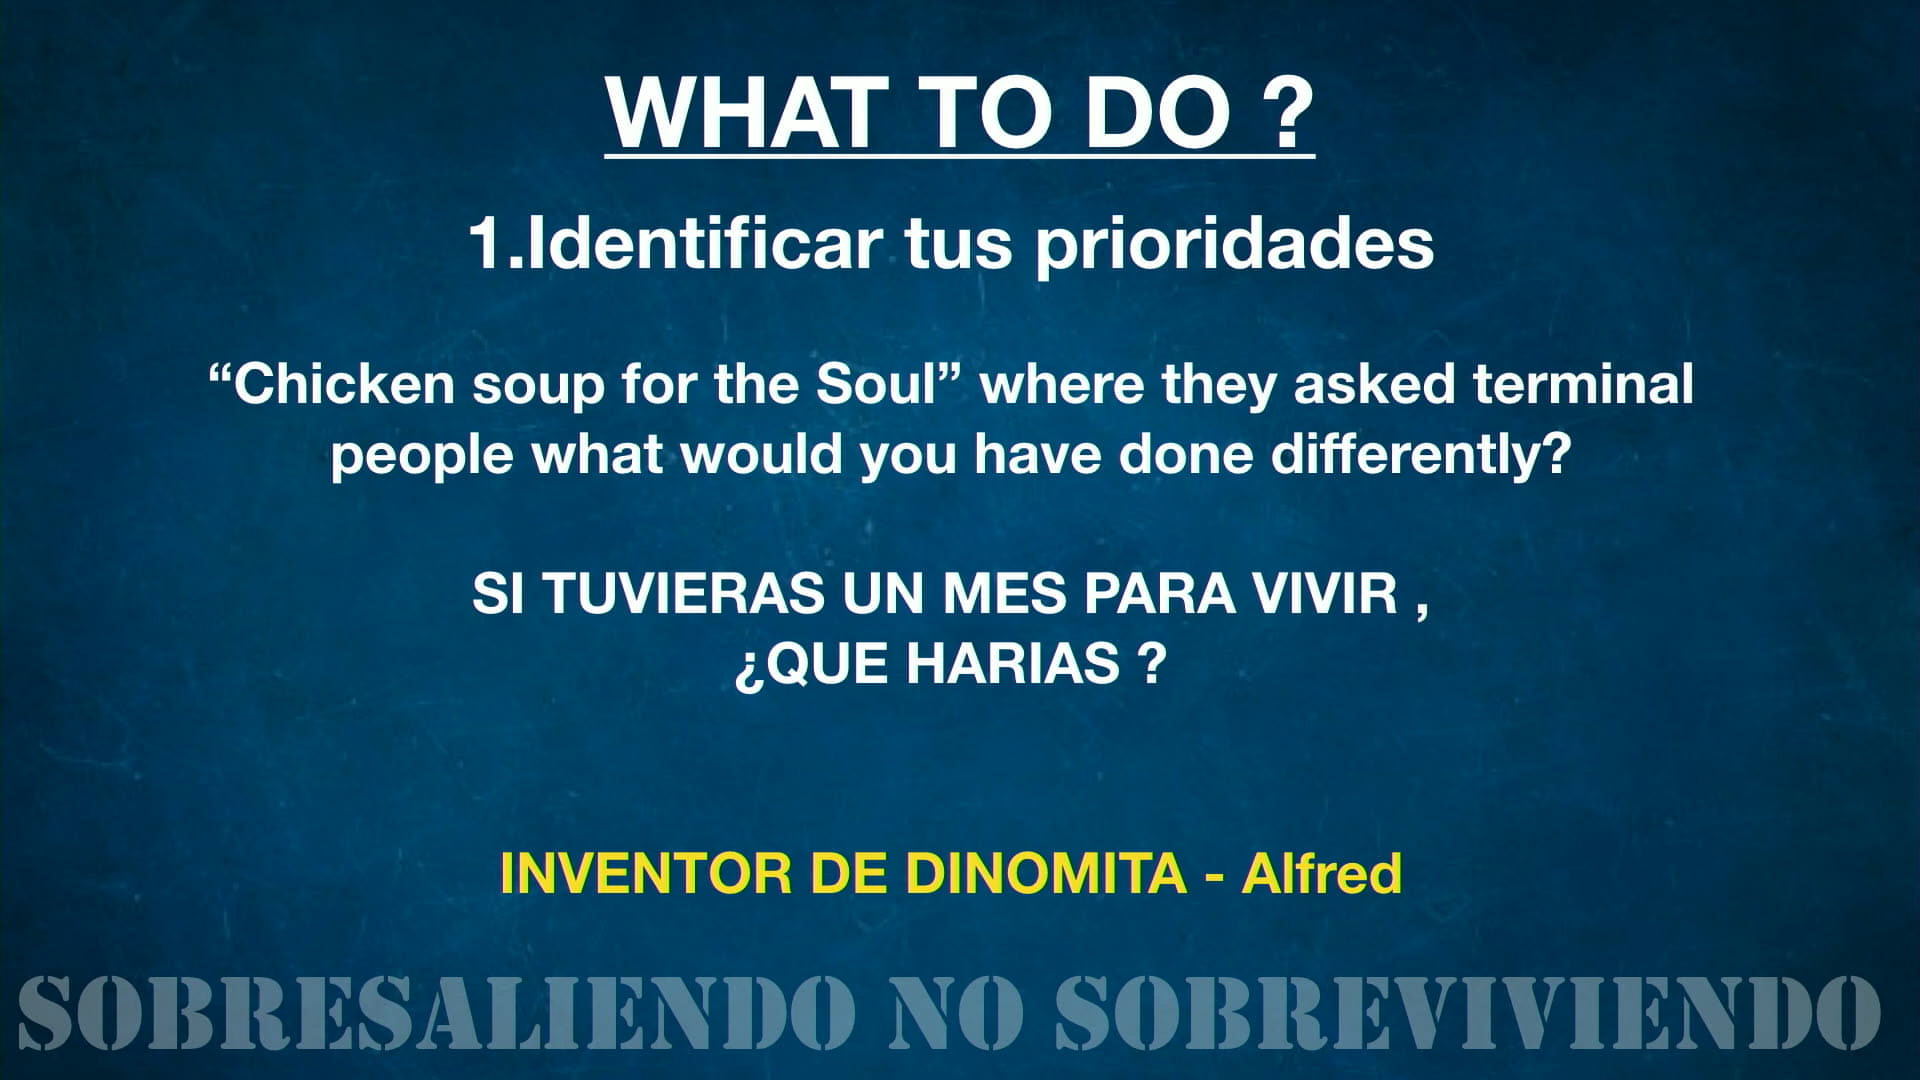 WHAT TO DO ?
1.Identificar tus prioridades
“Chicken soup for the Soul” where they asked terminal
people what would you have done differently?
SI TUVIERAS UN MES PARA VIVIR ,
¿QUE HARIAS ?
INVENTOR DE DINOMITA - Alfred
SOBRESALIENDO NO SOBREVIVIENDO